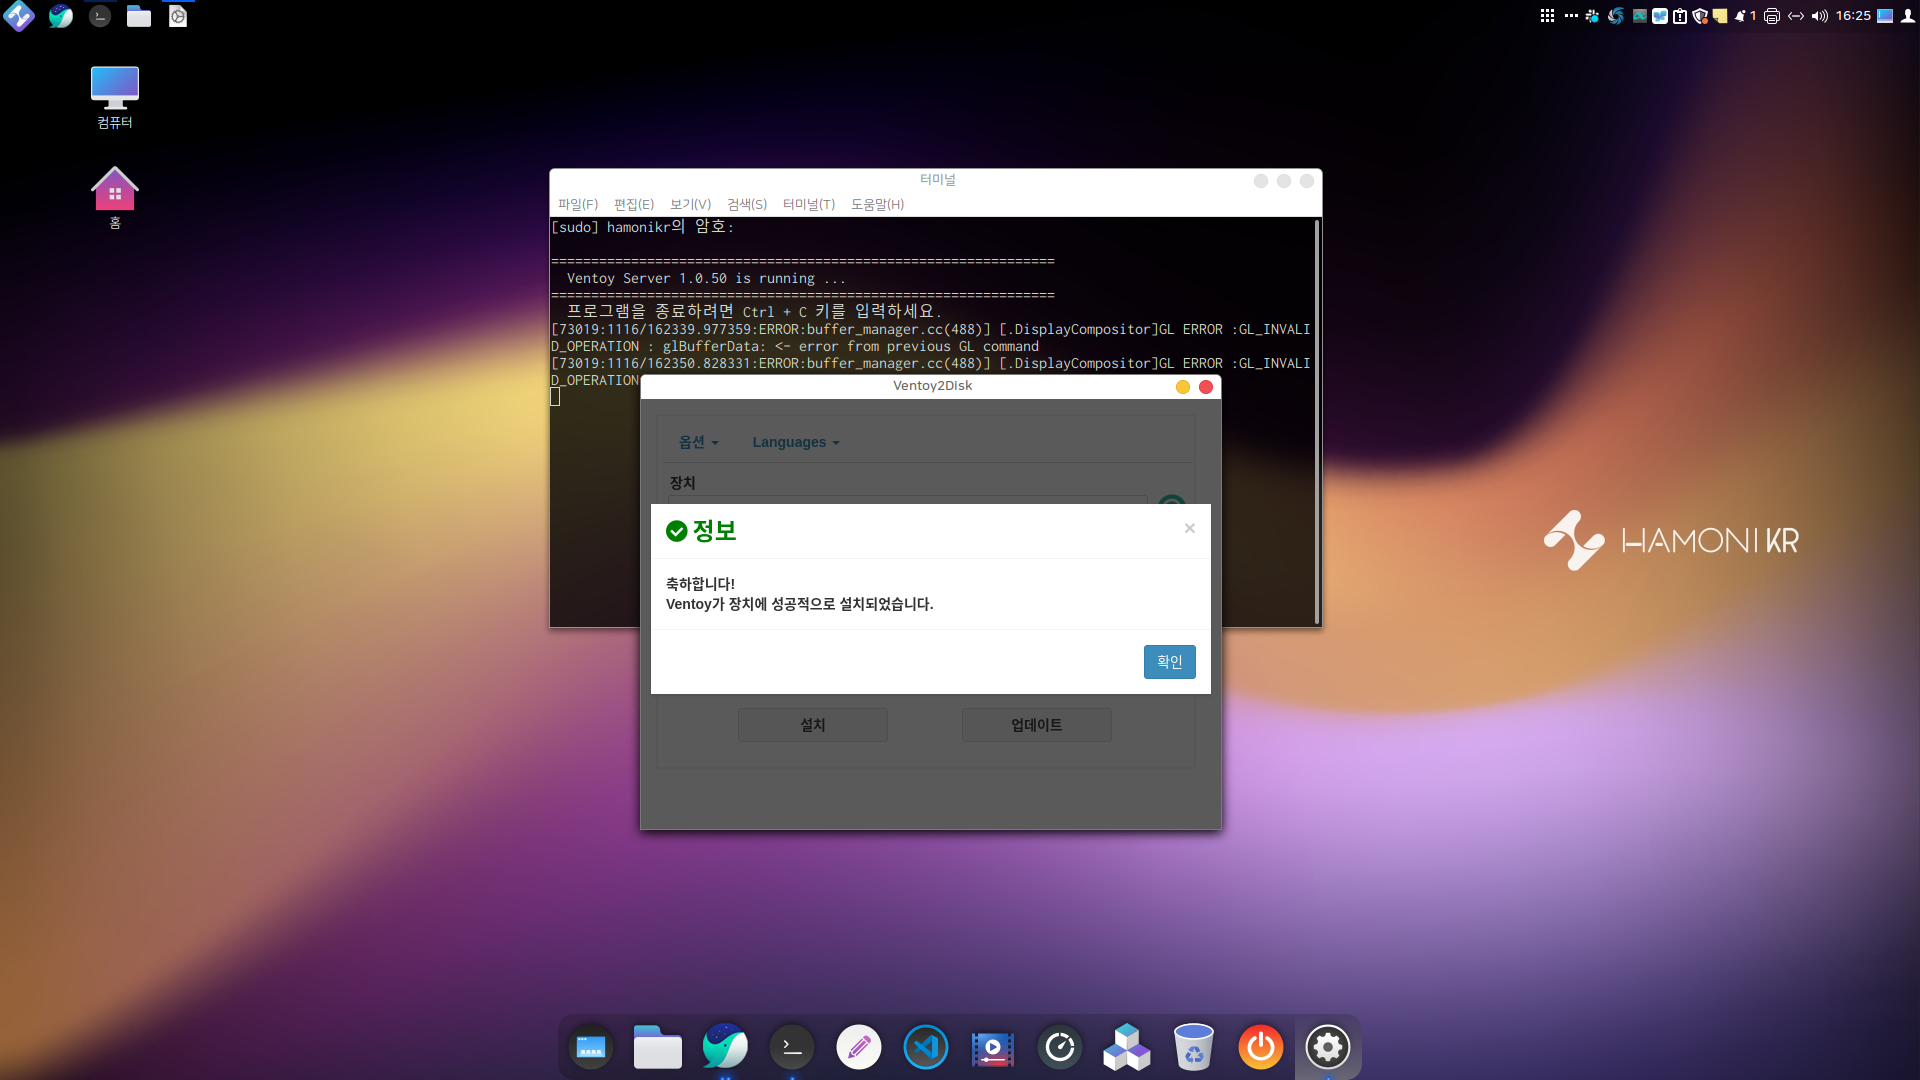 1
16:25
컴퓨터
홈
터미널
파일(F) 편집(E) 보기(V) 검색(S) 터미널(T) 도움말(H)
[sudo] hamonikr의 암호:
===============================================================
Ventoy Server 1.0.50 is running ...
===============================================================
프로그램을 종료하려면 Ctrl + C 키를 입력하세요.
[73019:1116/162339.977359:ERROR:buffer_manager.cc(488)] [.DisplayCompositor]GL ERROR :GL_INVALI
D_OPERATION : glBufferData: <- error from previous GL command
[73019:1116/162350.828331:ERROR:buffer_manager.cc(488)] [.DisplayCompositor]GL ERROR :GL_INVALI
D_OPERATION
Ventoy2Disk
옵션 Languages
장치
정보
×
축하합니다!
Ventoy가 장치에 성공적으로 설치되었습니다.
확인
설치 업데이트
HAMONIKR